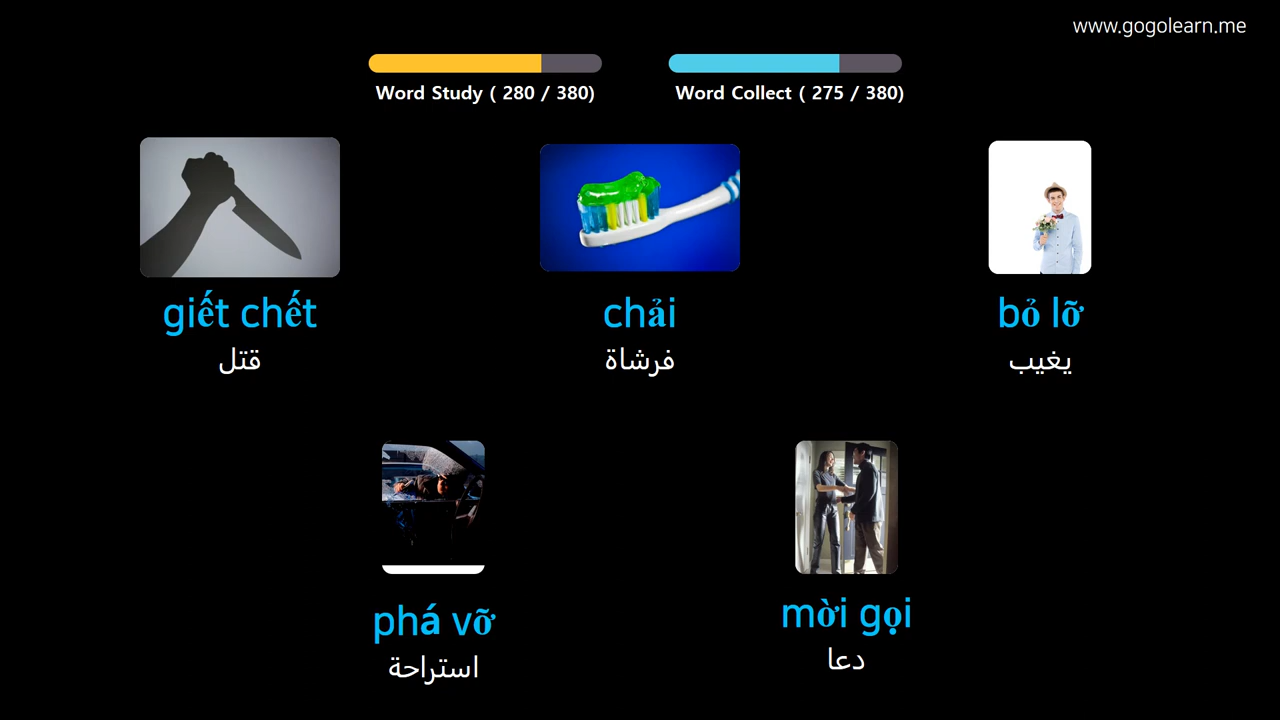 www.gogolearn.me
Word Study ( 280 / 380)
Word Collect ( 275 / 380)
giết chết
قتل
chải
فرشاة
bỏ lỡ
يغيب
phá vỡ
استراحة
mời gọi
دعا